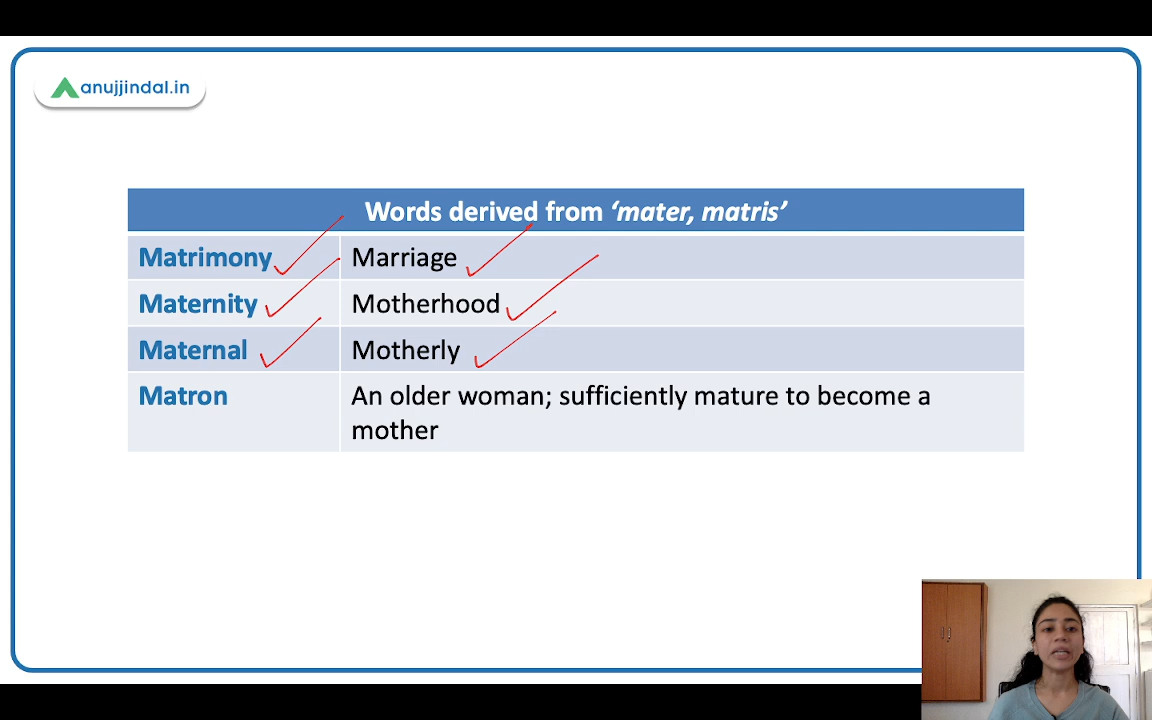 anujjindal.in
Words derived from ‘mater, matris’
Matrimony Marriage
Maternity Motherhood
Maternal Motherly
Matron An older woman; sufficiently mature to become a
mother